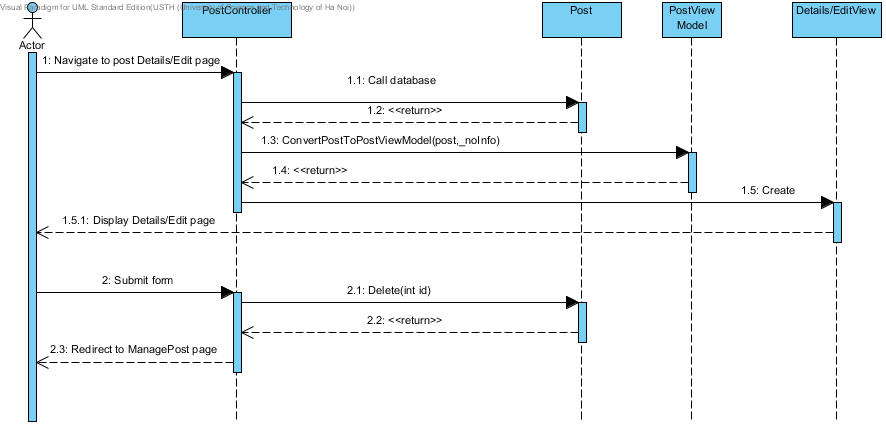 Visual Paradigm for UML Standard Edition(USTH (University of Science and Technology of Ha Noi))
PostController
Post
PostView
Model
Details/EditView
Actor
1: Navigate to post Details/Edit page
1.1: Call database
1.2: <<return>>
1.3: ConvertPostToPostViewModel(post,_noInfo)
1.4: <<return>>
1.5: Create
1.5.1: Display Details/Edit page
2: Submit form
2.1: Delete(int id)
2.2: <<return>>
2.3: Redirect to ManagePost page